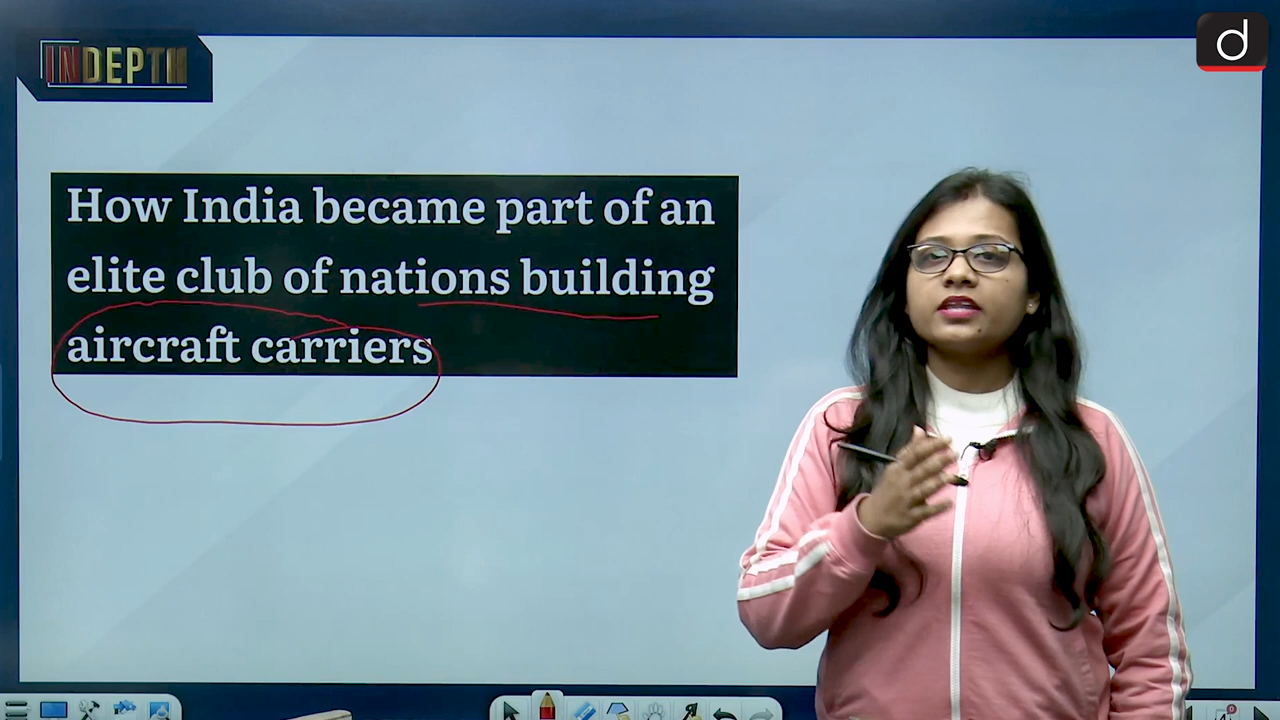 INDEPTH
d
How India became part of an
elite club of nations building
aircraft carriers